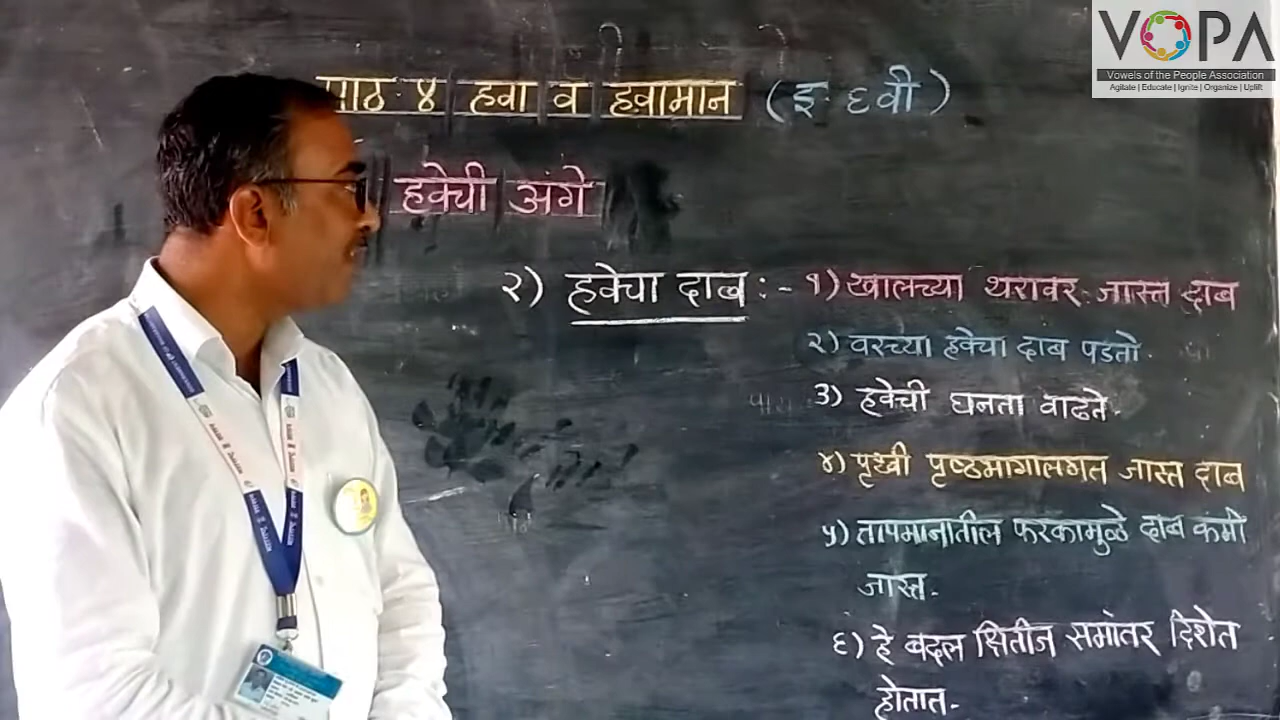 VOPA
Vowels of the People Association
Agitate | Educate | Ignite | Organize | Uplift
पाठ ४ हवा व हवामान (इ. ६वी)
हवेची अंगे
२) हवेचा दाब :- १) खालच्या थरावर जास्त दाब
२) वरच्या हवेचा दाब पडतो.
३) हवेची घनता वाढते.
४) पृथ्वी पृष्ठभागालगत जास्त दाब
५) तापमानातील फरकामुळे दाब कमी
जास्त.
६) हे बदल क्षितीज समांतर दिशेत
होतात.